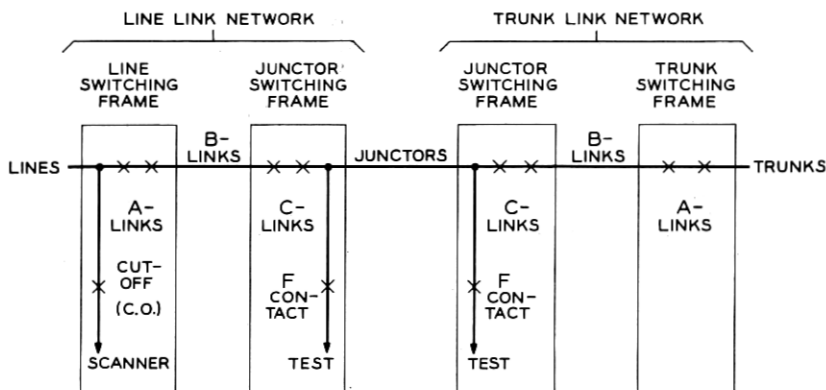 LINE LINK NETWORK
TRUNK LINK NETWORK
LINE
SWITCHING
FRAME
JUNCTOR
SWITCHING
FRAME
JUNCTOR
SWITCHING
FRAME
TRUNK
SWITCHING
FRAME
LINES
B-
LINKS
JUNCTORS
B-
LINKS
TRUNKS
A-
LINKS
C-
LINKS
C-
LINKS
A-
LINKS
CUT-
OFF
(C.O.)
F
CON-
TACT
F
CON-
TACT
SCANNER
TEST
TEST